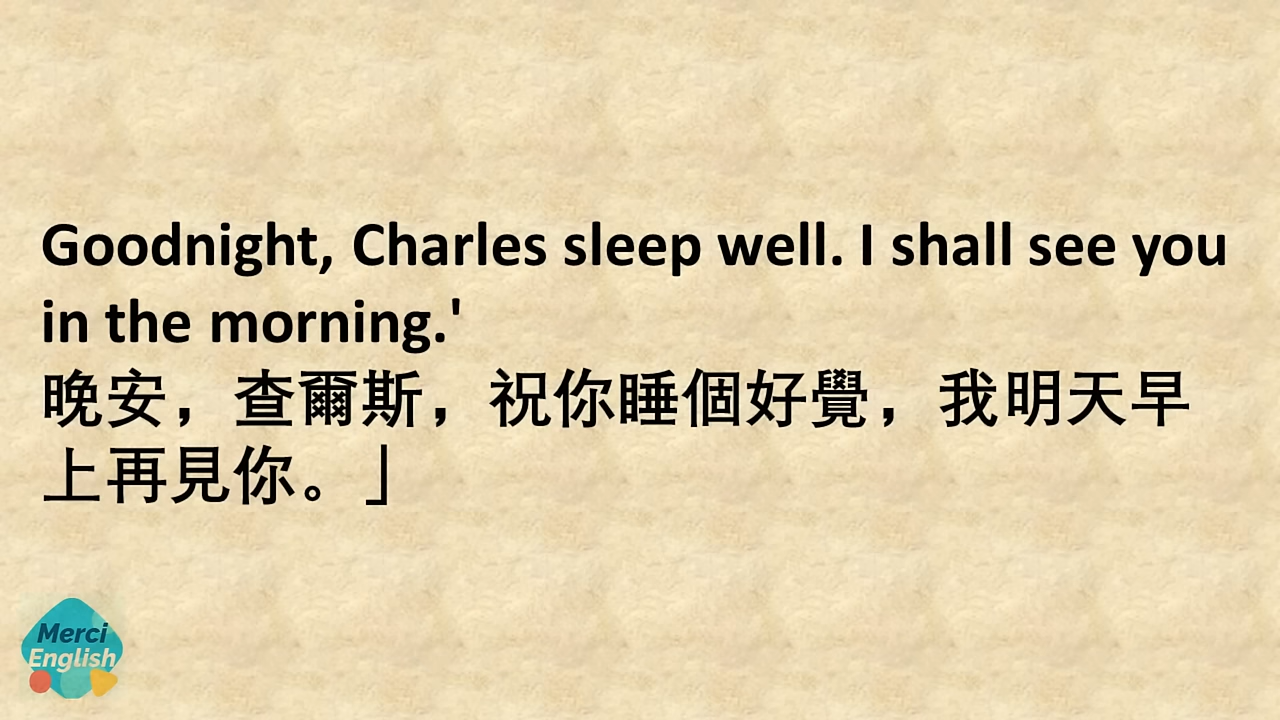 Goodnight, Charles sleep well. I shall see you
in the morning.'
晚安，查爾斯，祝你睡個好覺，我明天早
上再見你。」
Merci
English